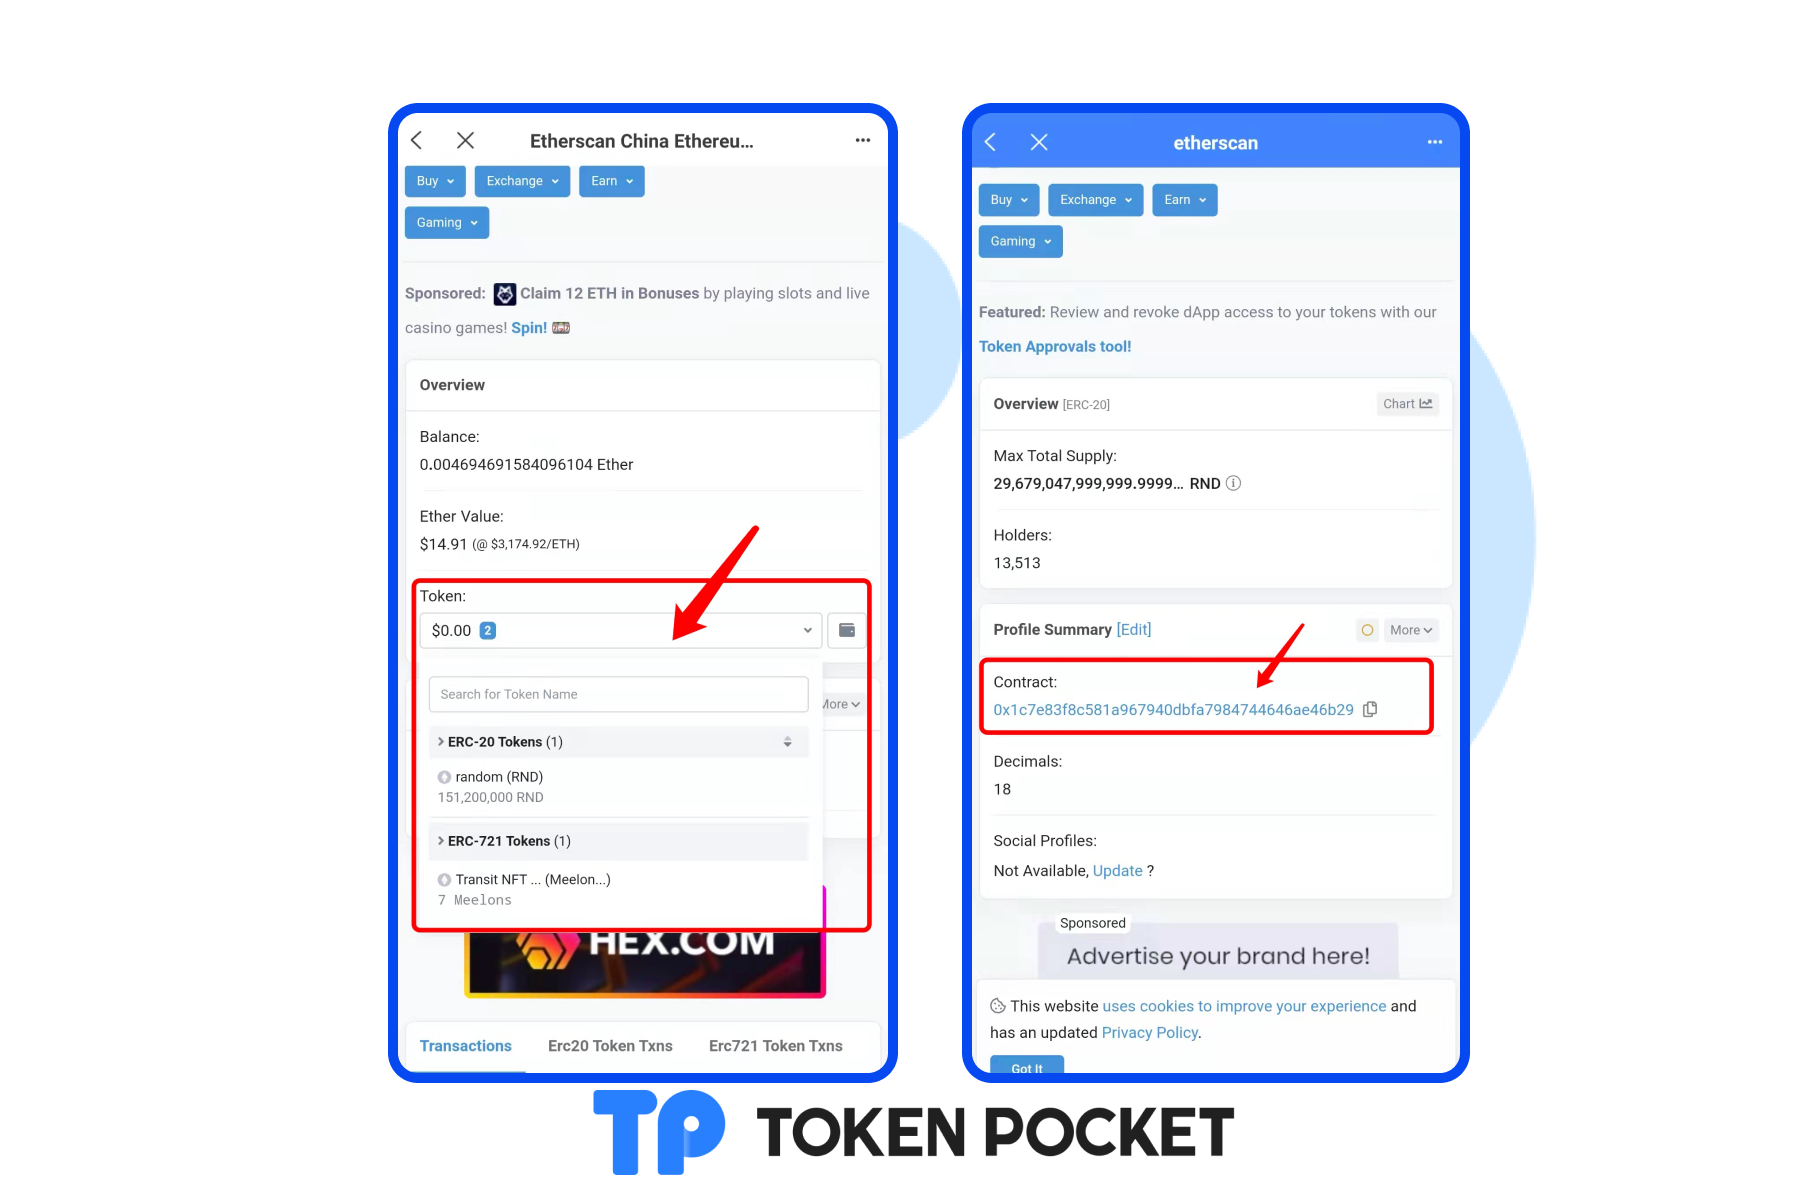 Etherscan China Ethereu...
Buy
Exchange
Earn
Gaming
Sponsored: Claim 12 ETH in Bonuses by playing slots and live
casino games! Spin!
Overview
Balance:
0.004694691584096104 Ether
Ether Value:
$14.91 (@ $3,174.92/ETH)
Token:
$0.00 2
Search for Token Name
More
ERC-20 Tokens (1)
random (RND)
151,200,000 RND
ERC-721 Tokens (1)
Transit NFT ... (Meelon...)
7 Meelons
HEX.COM
Transactions Erc20 Token Txns Erc721 Token Txns
etherscan
Buy
Exchange
Earn
Gaming
Featured: Review and revoke dApp access to your tokens with our
Token Approvals tool!
Overview [ERC-20] Chart
Max Total Supply:
29,679,047,999,999.9999... RND
Holders:
13,513
Profile Summary [Edit] More
Contract:
0x1c7e83f8c581a967940dbfa7984744646ae46b29
Decimals:
18
Social Profiles:
Not Available, Update ?
Sponsored
Advertise your brand here!
This website uses cookies to improve your experience and
has an updated Privacy Policy.
Got It
TP TOKEN POCKET